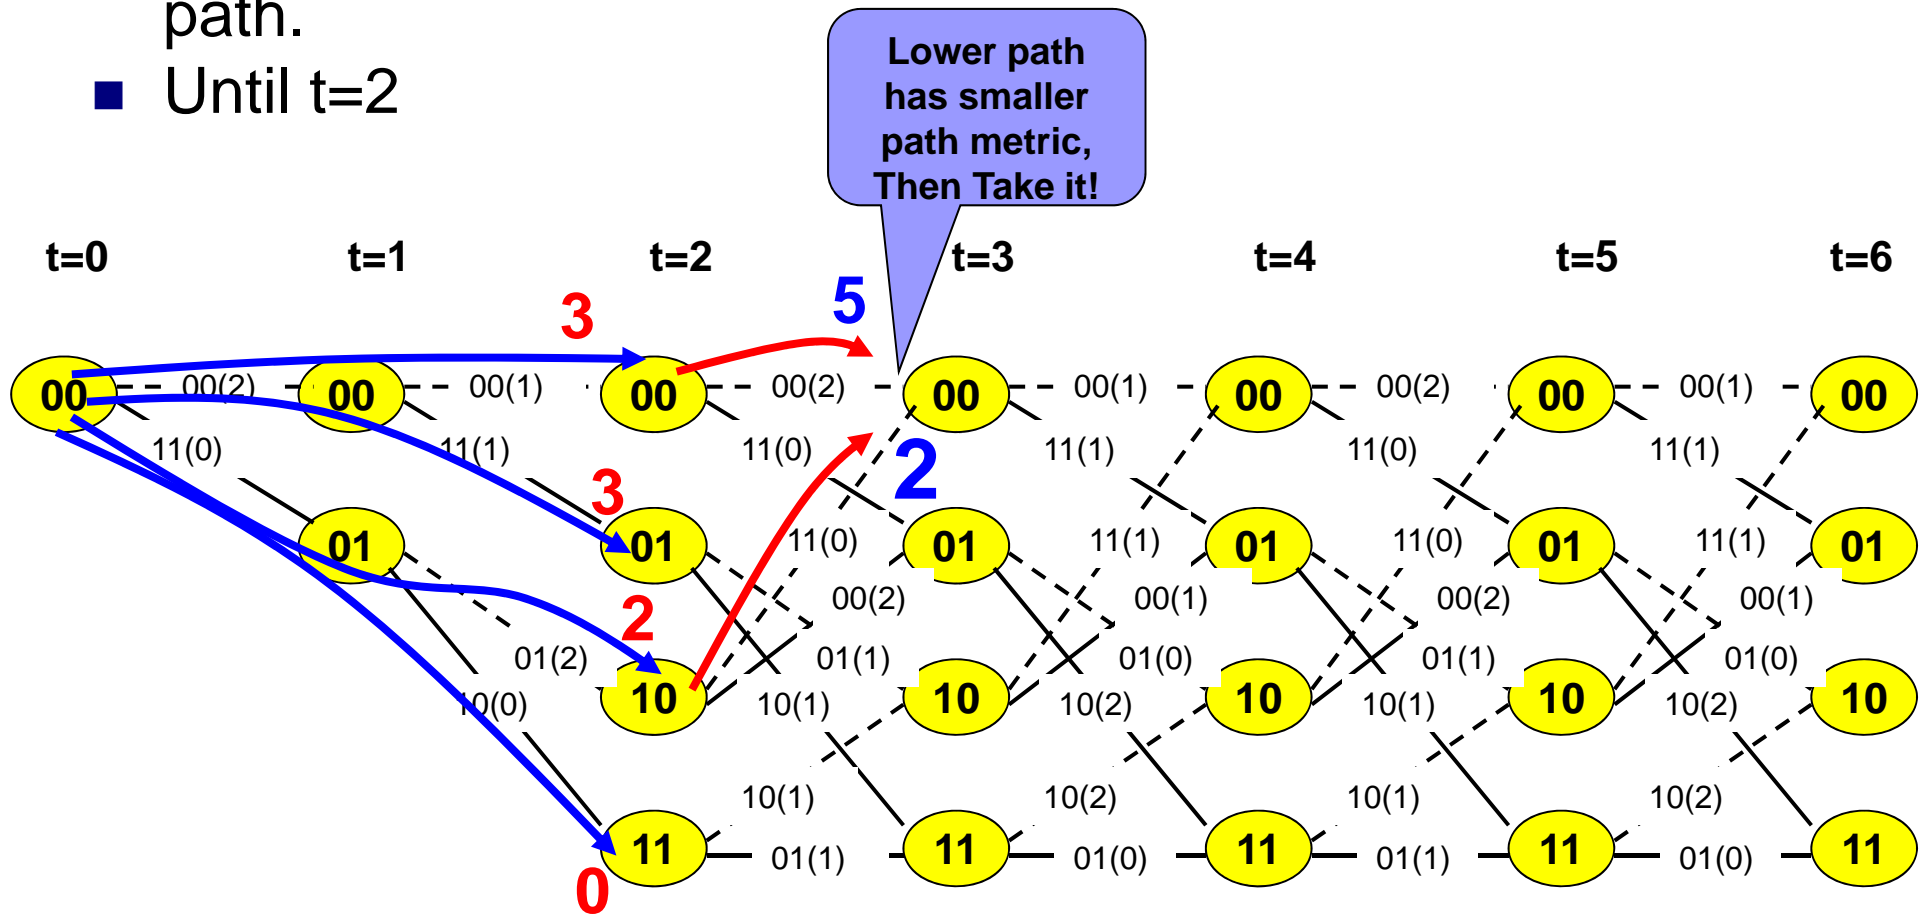 path.
Until t=2
Lower path
has smaller
path metric,
Then Take it!
t=0 t=1 t=2 t=3 t=4 t=5 t=6
3 5
00 00(2) 00 00(1) 00 00(2) 00 00(1) 00 00(2) 00 00(1) 00
11(0) 11(1) 11(0) 2 11(1) 11(0) 11(1)
3
01 01 11(0) 01 11(1) 01 11(0) 01 11(1) 01
00(2) 00(1) 00(2) 00(1)
2
01(2) 01(1) 01(0) 01(1) 01(0)
10(0) 10 10(1) 10 10(2) 10 10(1) 10 10(2) 10
10(1) 10(2) 10(1) 10(2)
11 01(1) 11 01(0) 11 01(1) 11 01(0) 11
0